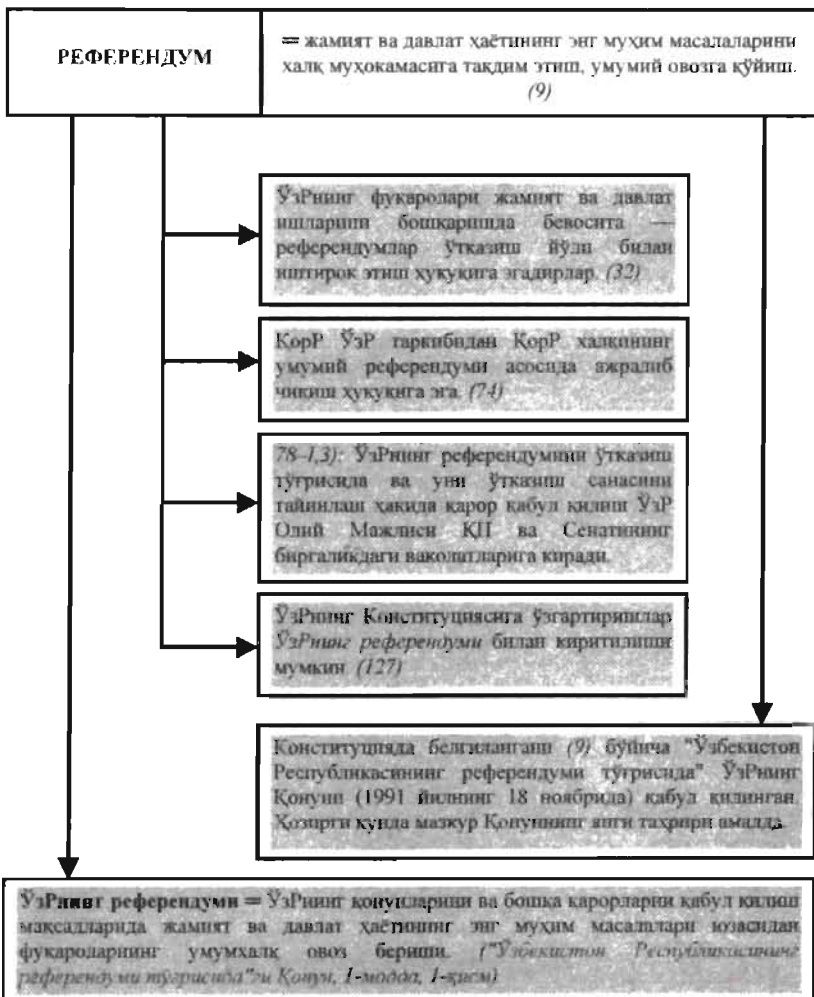 РЕФЕРЕНДУМ
= жамият ва давлат ҳаётининг энг муҳим масалаларини
халқ муҳокамасига тақдим этиш, умумий овозга қўйиш.
(9)
ЎзРнинг фуқаролари жамият ва давлат
ишларини бошқаришда бевосита —
референдумлар ўтказиш йўли билан
иштирок этиш ҳуқуқига эгадирлар. (32)
ҚорР ЎзР таркибидан ҚорР халқининг
умумий референдуми асосида ажралиб
чиқиш ҳуқуқига эга. (74)
78–1,3): ЎзРнинг референдумини ўтказиш
тўғрисида ва уни ўтказиш санасини
тайинлаш ҳақида қарор қабул қилиш ЎзР
Олий Мажлиси ҚП ва Сенатининг
биргаликдаги ваколатларига киради.
ЎзРнинг Конституциясига ўзгартиришлар
ЎзРнинг референдуми билан киритилиши
мумкин. (127)
Конституцияда белгилангани (9) бўйича "Ўзбекистон
Республикасининг референдуми тўғрисида" ЎзРнинг
Қонуни (1991 йилнинг 18 ноябрида) қабул қилинган.
Ҳозирги кунда мазкур Қонуннинг янги таҳрири амалда.
ЎзРнинг референдуми = ЎзРнинг қонунларини ва бошқа қарорларни қабул қилиш
мақсадларида жамият ва давлат ҳаётининг энг муҳим масалалари юзасидан
фуқароларнинг умумхалқ овоз бериши. ("Ўзбекистон Республикасининг
референдуми тўғрисида"ги Қонун, 1-модда, 1-қисм)